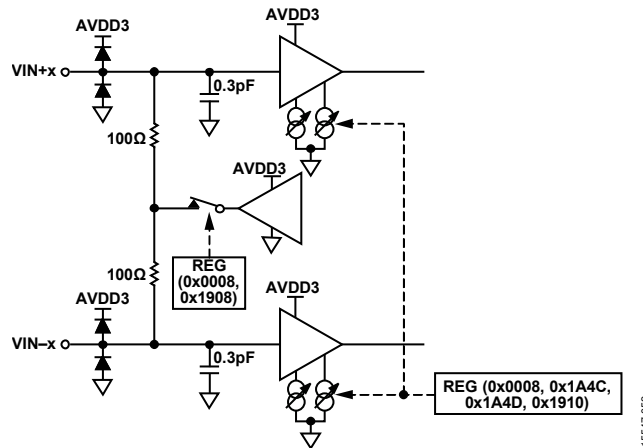 AVDD3
AVDD3
VIN+x
0.3pF
100Ω
AVDD3
REG
(0x0008,
0x1908)
100Ω
AVDD3
AVDD3
VIN–x
0.3pF
REG (0x0008, 0x1A4C,
0x1A4D, 0x1910)